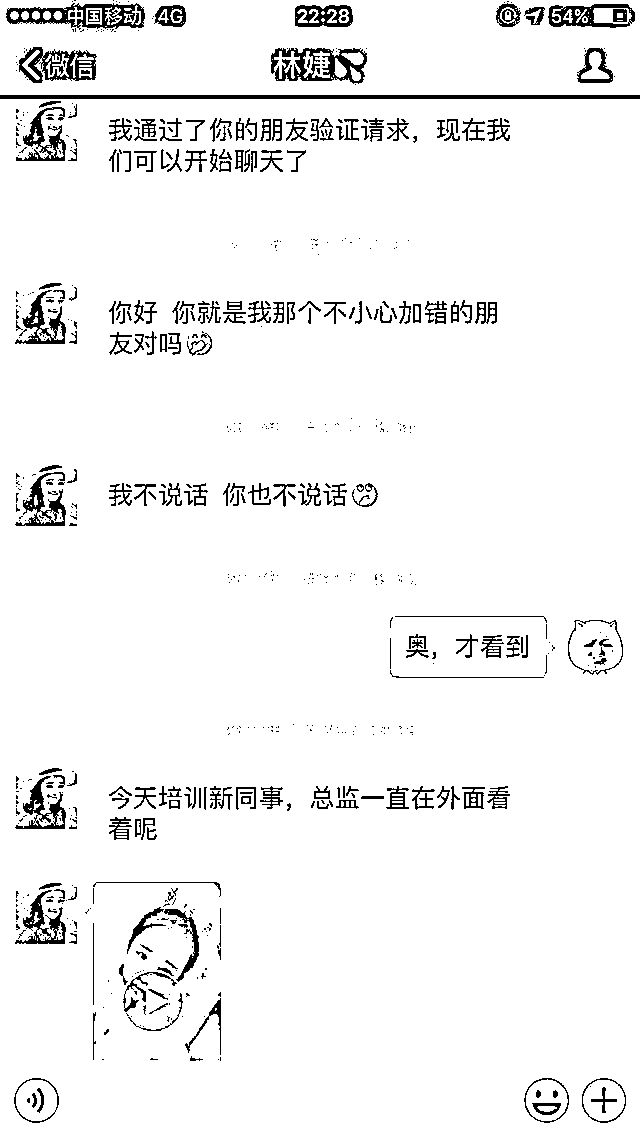 中国移动 4G 22:28 54%
微信 林婕
我通过了你的朋友验证请求，现在我
们可以开始聊天了
你好 你就是我那个不小心加错的朋
友对吗
我不说话 你也不说话
奥，才看到
今天培训新同事，总监一直在外面看
着呢